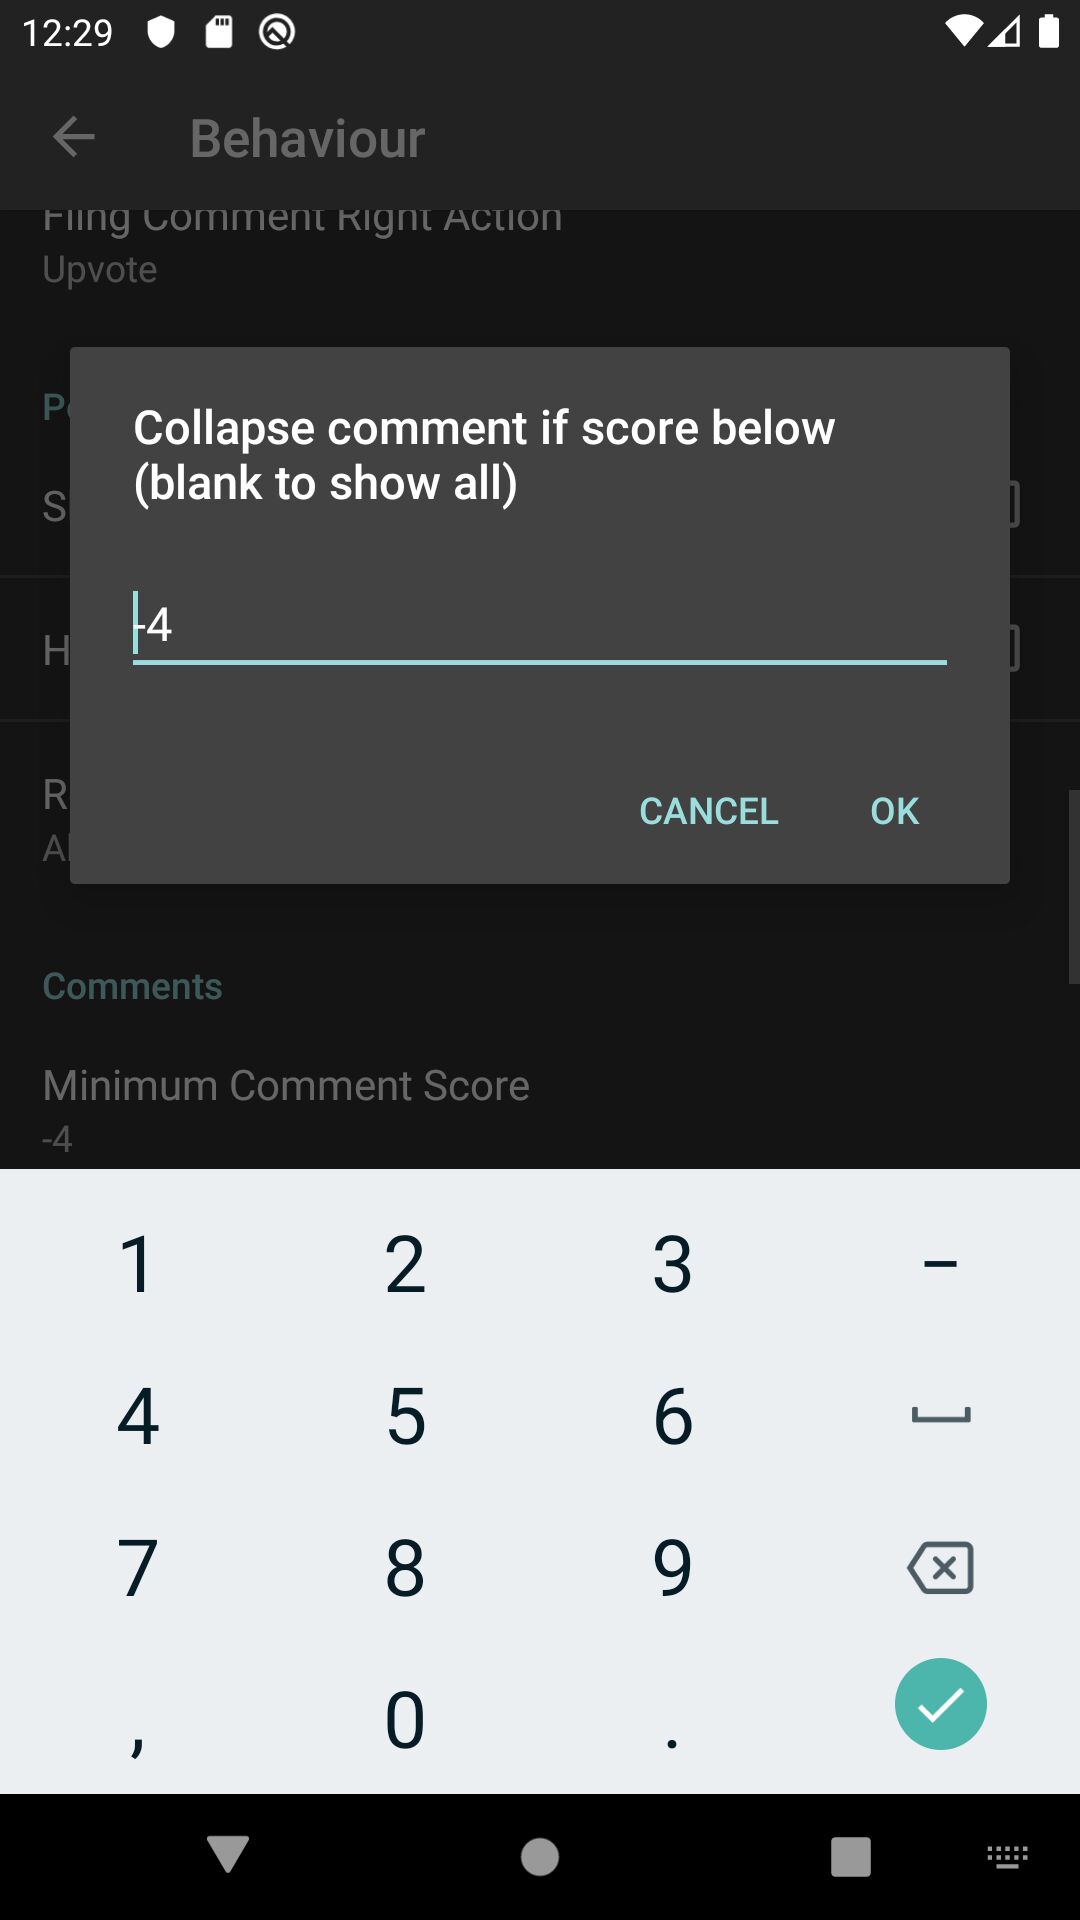 12:29
Behaviour
Fling Comment Right Action
Upvote
Collapse comment if score below
(blank to show all)
-4
CANCEL
OK
Comments
Minimum Comment Score
-4
1 2 3 –
4 5 6
7 8 9
, 0 .